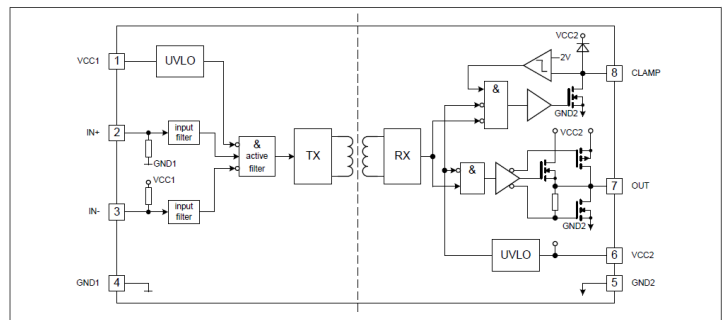 VCC1
1
UVLO
IN+
2
input
filter
GND1
VCC1
IN-
3
input
filter
GND1
4
&
active
filter
TX
RX
VCC2
2V
8
CLAMP
&
GND2
VCC2
&
7
OUT
GND2
UVLO
6
VCC2
5
GND2